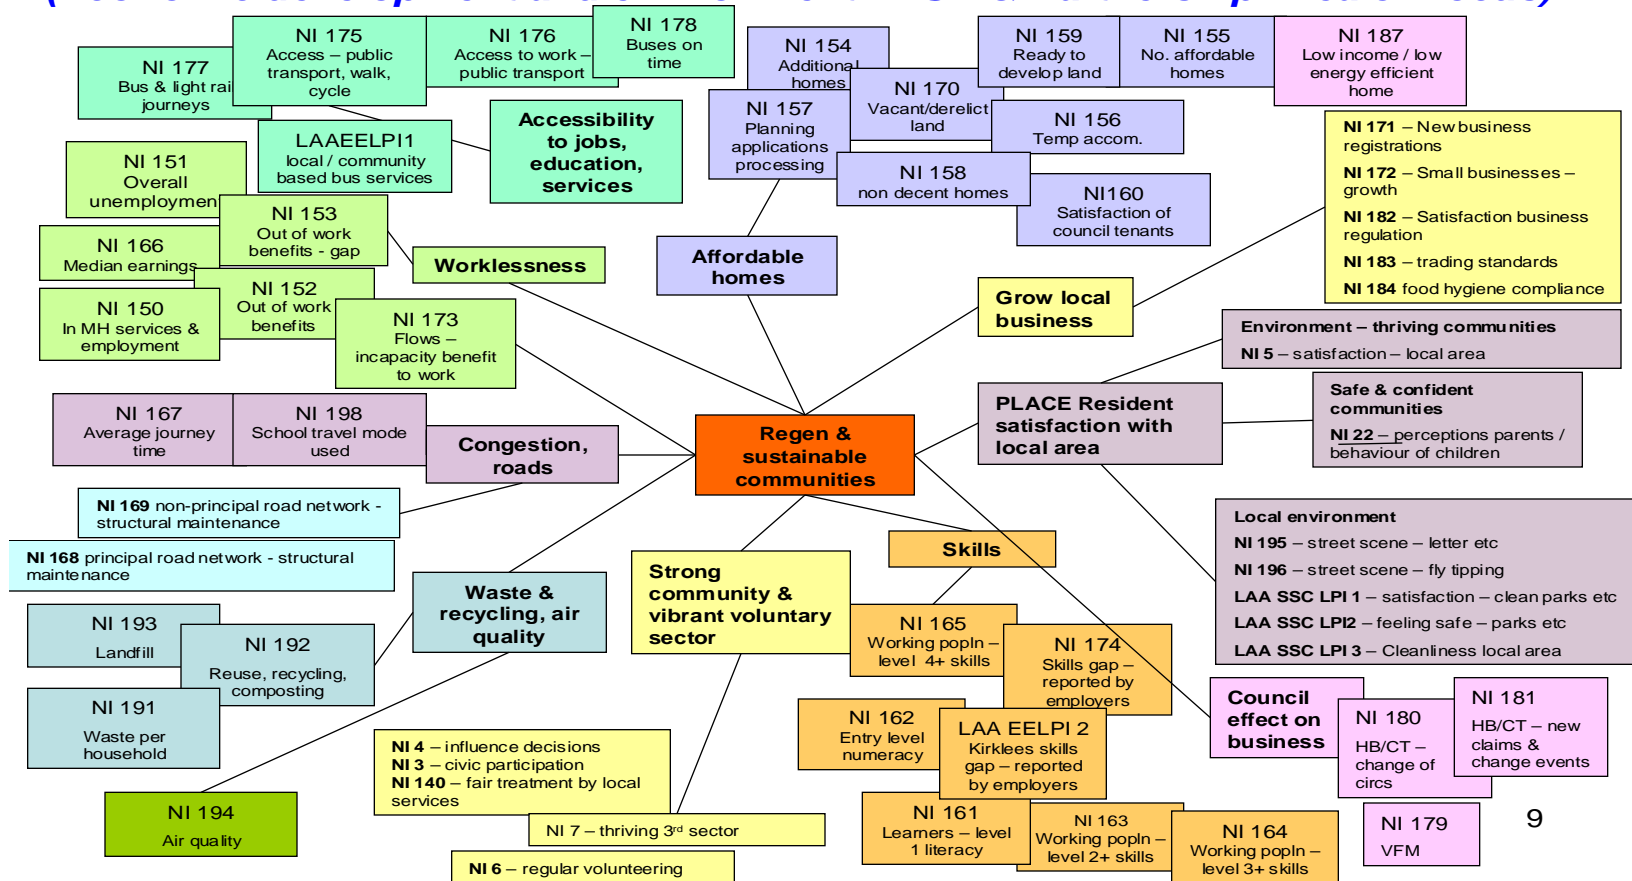 NI 175
Access – public
transport, walk,
cycle
NI 176
Access to work –
public transport
NI 178
Buses on
time
NI 177
Bus & light rail
journeys
LAAEELPI1
local / community
based bus services
Accessibility
to jobs,
education,
services
NI 154
Additional
homes
NI 159
Ready to
develop land
NI 155
No. affordable
homes
NI 187
Low income / low
energy efficient
home
NI 157
Planning
applications
processing
NI 170
Vacant/derelict
land
NI 156
Temp accom.
NI 158
non decent homes
NI160
Satisfaction of
council tenants
Affordable
homes
NI 171 – New business
registrations
NI 172 – Small businesses –
growth
NI 182 – Satisfaction business
regulation
NI 183 – trading standards
NI 184 food hygiene compliance
Grow local
business
NI 151
Overall
unemployment
NI 153
Out of work
benefits - gap
NI 166
Median earnings
NI 152
Out of work
benefits
NI 150
In MH services &
employment
NI 173
Flows –
incapacity benefit
to work
Worklessness
Environment – thriving communities
NI 5 – satisfaction – local area
PLACE Resident
satisfaction with
local area
Safe & confident
communities
NI 22 – perceptions parents /
behaviour of children
NI 167
Average journey
time
NI 198
School travel mode
used
Congestion,
roads
Regen &
sustainable
communities
NI 169 non-principal road network -
structural maintenance
NI 168 principal road network - structural
maintenance
Local environment
NI 195 – street scene – letter etc
NI 196 – street scene – fly tipping
LAA SSC LPI 1 – satisfaction – clean parks etc
LAA SSC LPI2 – feeling safe – parks etc
LAA SSC LPI 3 – Cleanliness local area
Waste &
recycling, air
quality
Strong
community &
vibrant voluntary
sector
Skills
NI 193
Landfill
NI 192
Reuse, recycling,
composting
NI 191
Waste per
household
NI 194
Air quality
NI 165
Working popln –
level 4+ skills
NI 174
Skills gap –
reported by
employers
NI 162
Entry level
numeracy
LAA EELPI 2
Kirklees skills
gap – reported
by employers
NI 161
Learners – level
1 literacy
NI 163
Working popln –
level 2+ skills
NI 164
Working popln –
level 3+ skills
NI 4 – influence decisions
NI 3 – civic participation
NI 140 – fair treatment by local
services
NI 7 – thriving 3rd sector
NI 6 – regular volunteering
Council
effect on
business
NI 180
HB/CT –
change of
circs
NI 181
HB/CT – new
claims &
change events
NI 179
VFM
9